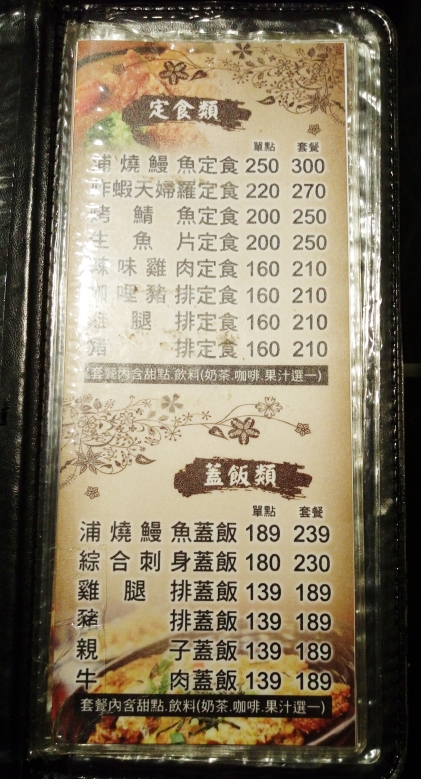 定食類
單點 套餐
浦燒鰻魚定食 250 300
炸蝦天婦羅定食 220 270
烤鯖魚定食 200 250
生魚片定食 200 250
味雞肉定食 160 210
咖哩豬排定食 160 210
雞腿排定食 160 210
豬排定食 160 210
套餐內含甜點.飲料(奶茶.咖啡.果汁選一)
蓋飯類
單點 套餐
浦燒鰻魚蓋飯 189 239
綜合刺身蓋飯 180 230
雞腿排蓋飯 139 189
豬排蓋飯 139 189
親子蓋飯 139 189
牛肉蓋飯 139 189
套餐內含甜點.飲料(奶茶.咖啡.果汁選一)